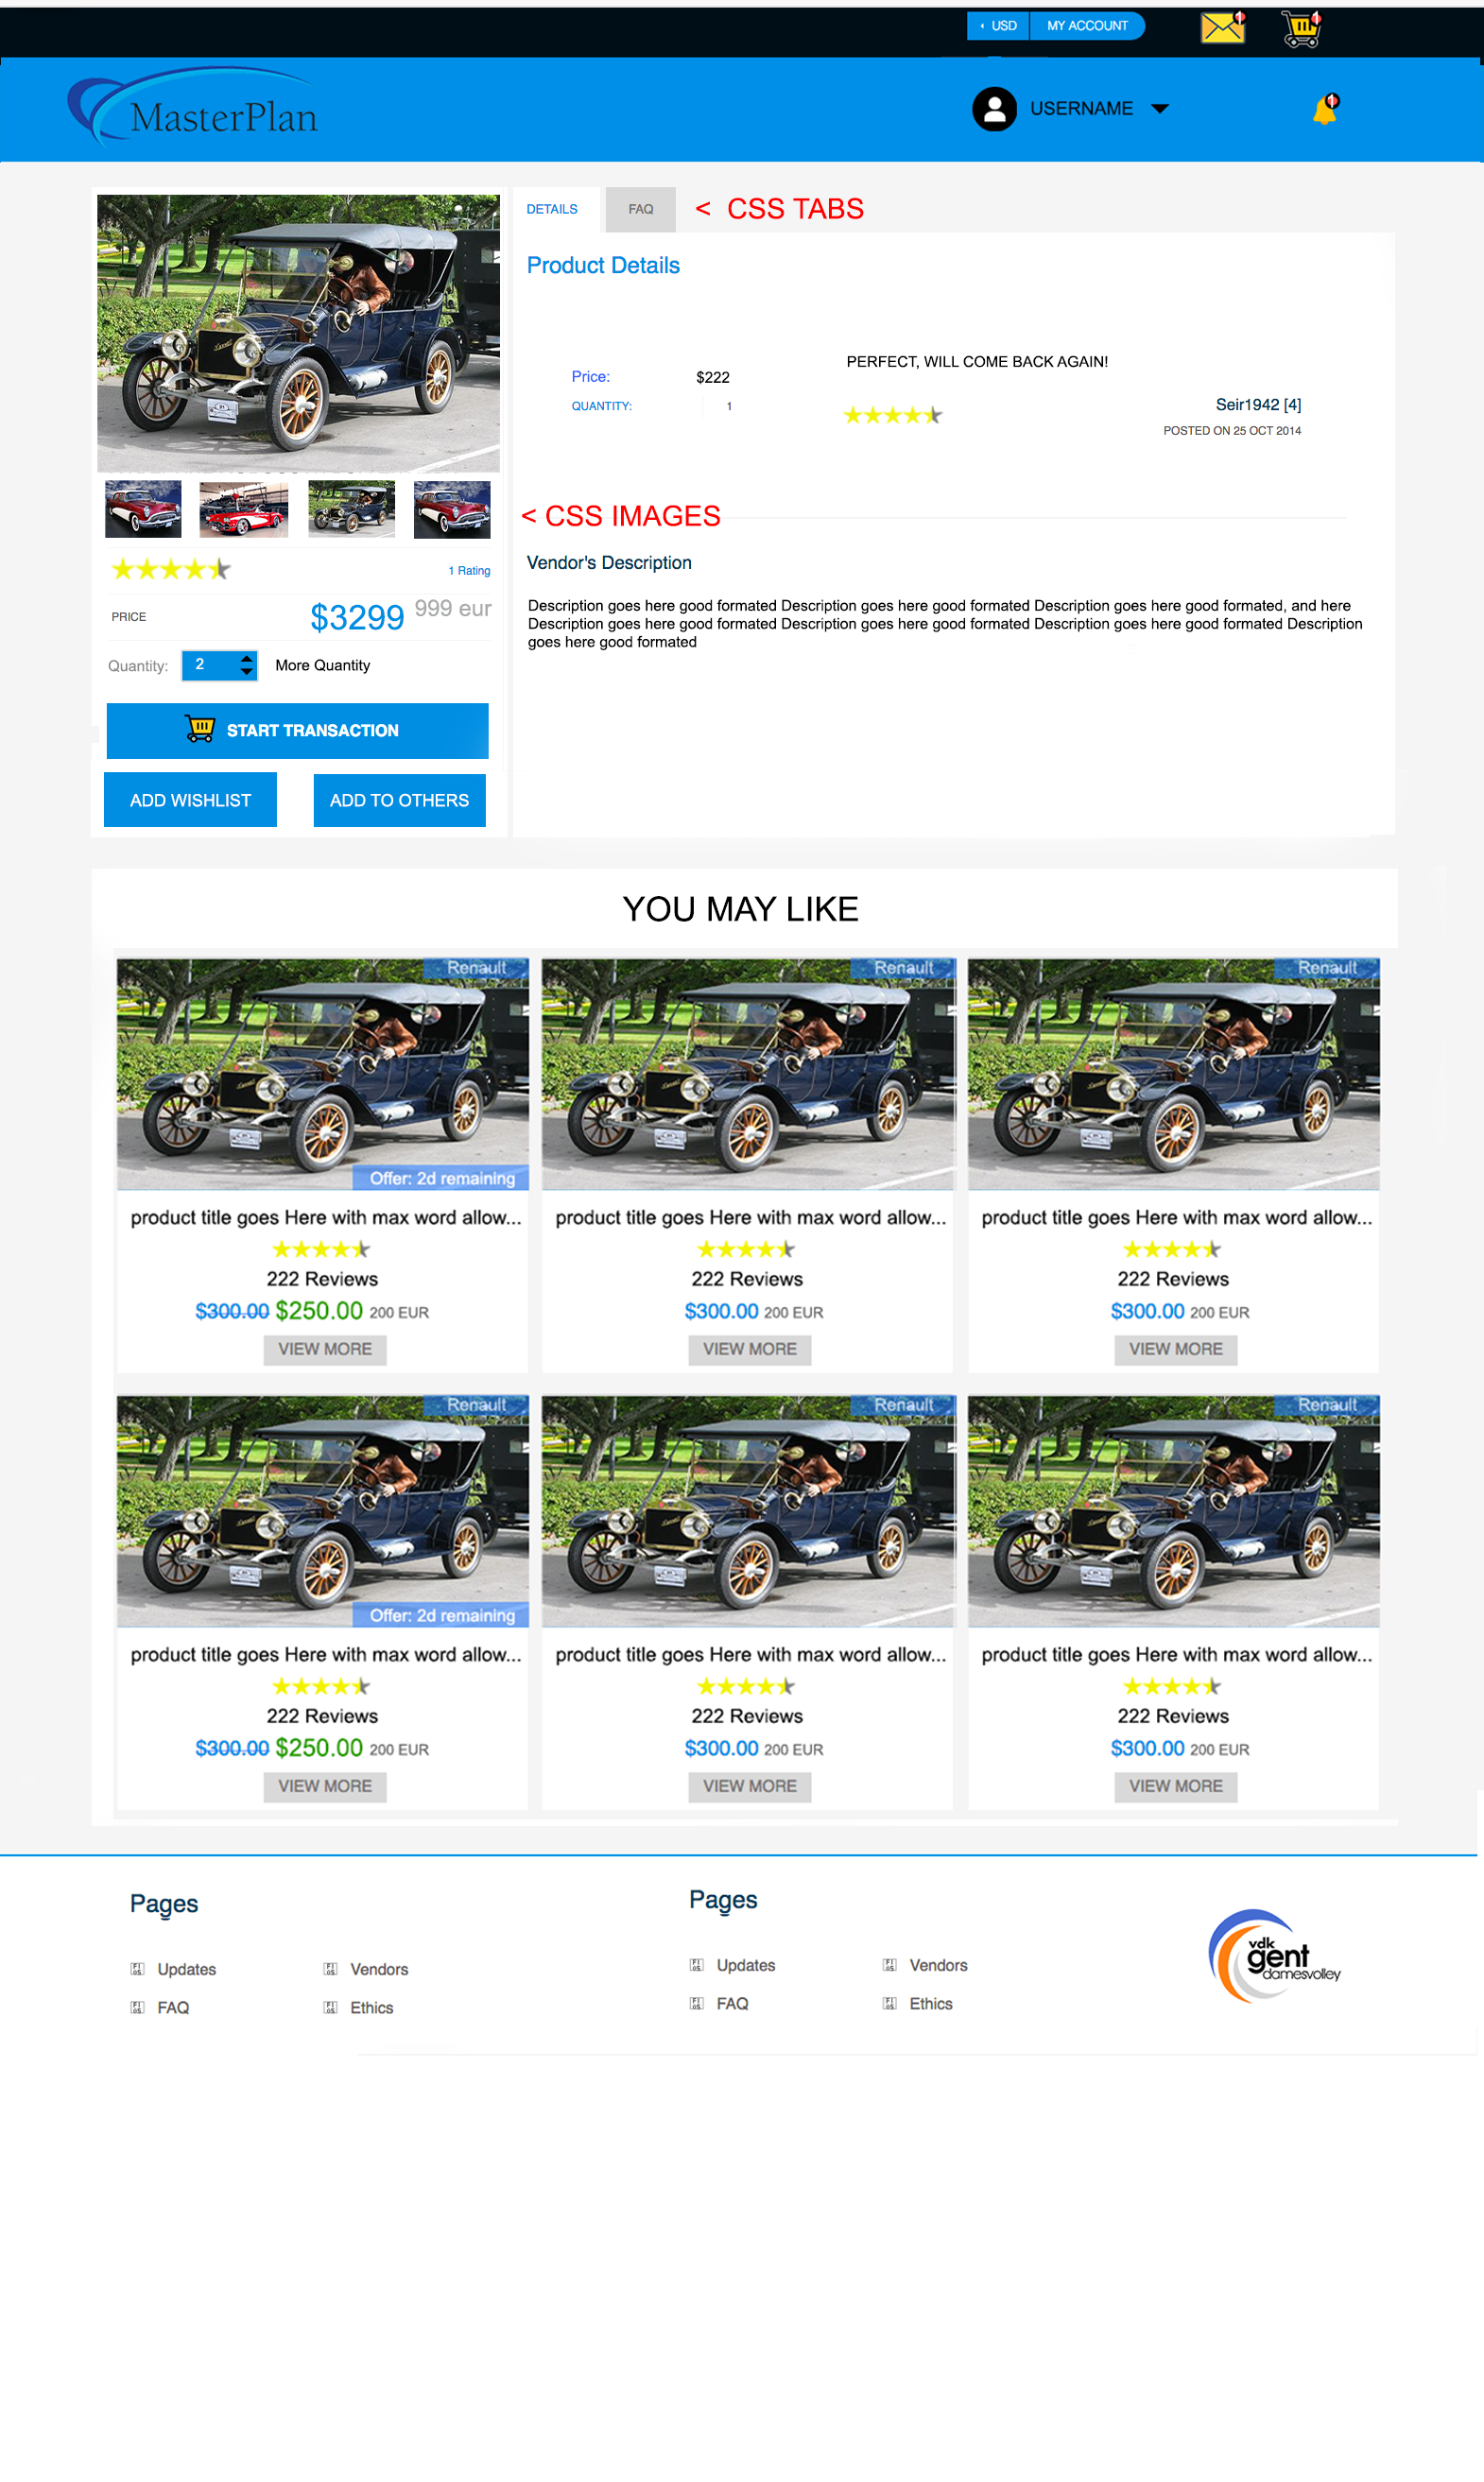 USD MY ACCOUNT
MasterPlan
USERNAME
DETAILS FAQ < CSS TABS
Product Details
PERFECT, WILL COME BACK AGAIN!
Price: $222
QUANTITY: 1
Seir1942 [4]
POSTED ON 25 OCT 2014
< CSS IMAGES
Vendor's Description
Description goes here good formated Description goes here good formated Description goes here good formated, and here
Description goes here good formated Description goes here good formated Description goes here good formated Description
goes here good formated
1 Rating
PRICE $3299 999 eur
Quantity: 2 More Quantity
START TRANSACTION
ADD WISHLIST ADD TO OTHERS
YOU MAY LIKE
Renault Renault Renault
Offer: 2d remaining
product title goes Here with max word allow... product title goes Here with max word allow... product title goes Here with max word allow...
222 Reviews 222 Reviews 222 Reviews
$300.00 $250.00 200 EUR $300.00 200 EUR $300.00 200 EUR
VIEW MORE VIEW MORE VIEW MORE
Renault Renault Renault
Offer: 2d remaining
product title goes Here with max word allow... product title goes Here with max word allow... product title goes Here with max word allow...
222 Reviews 222 Reviews 222 Reviews
$300.00 $250.00 200 EUR $300.00 200 EUR $300.00 200 EUR
VIEW MORE VIEW MORE VIEW MORE
Pages Pages
Updates Vendors Updates Vendors
FAQ Ethics FAQ Ethics
vdk
gent
damesvolley